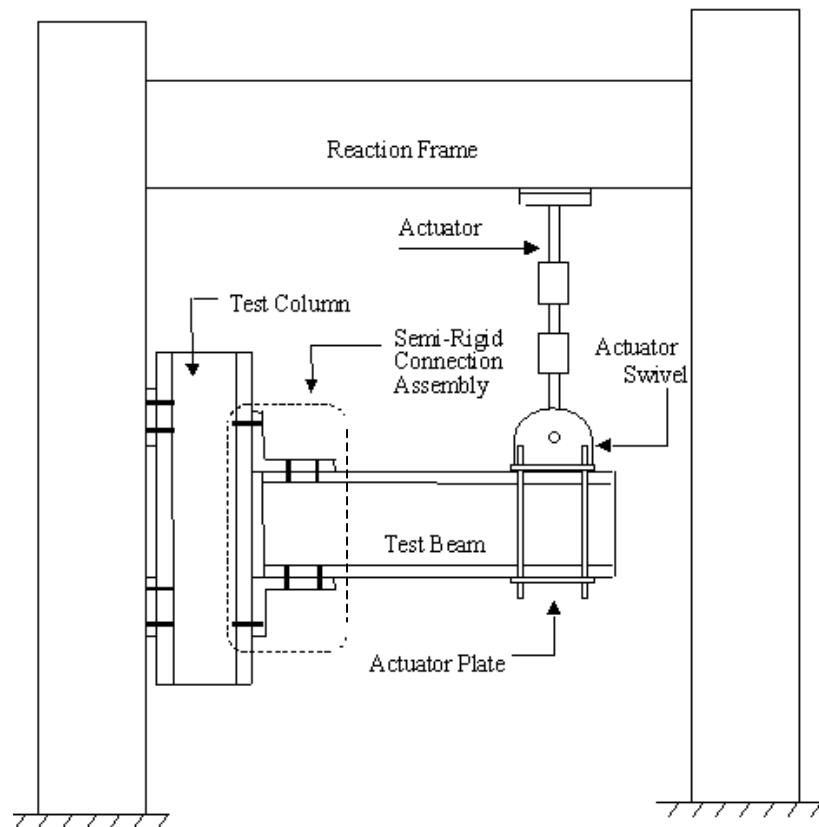 Reaction Frame
Actuator
Test Column
Semi-Rigid
Connection
Assembly
Actuator
Swivel
Test Beam
Actuator Plate